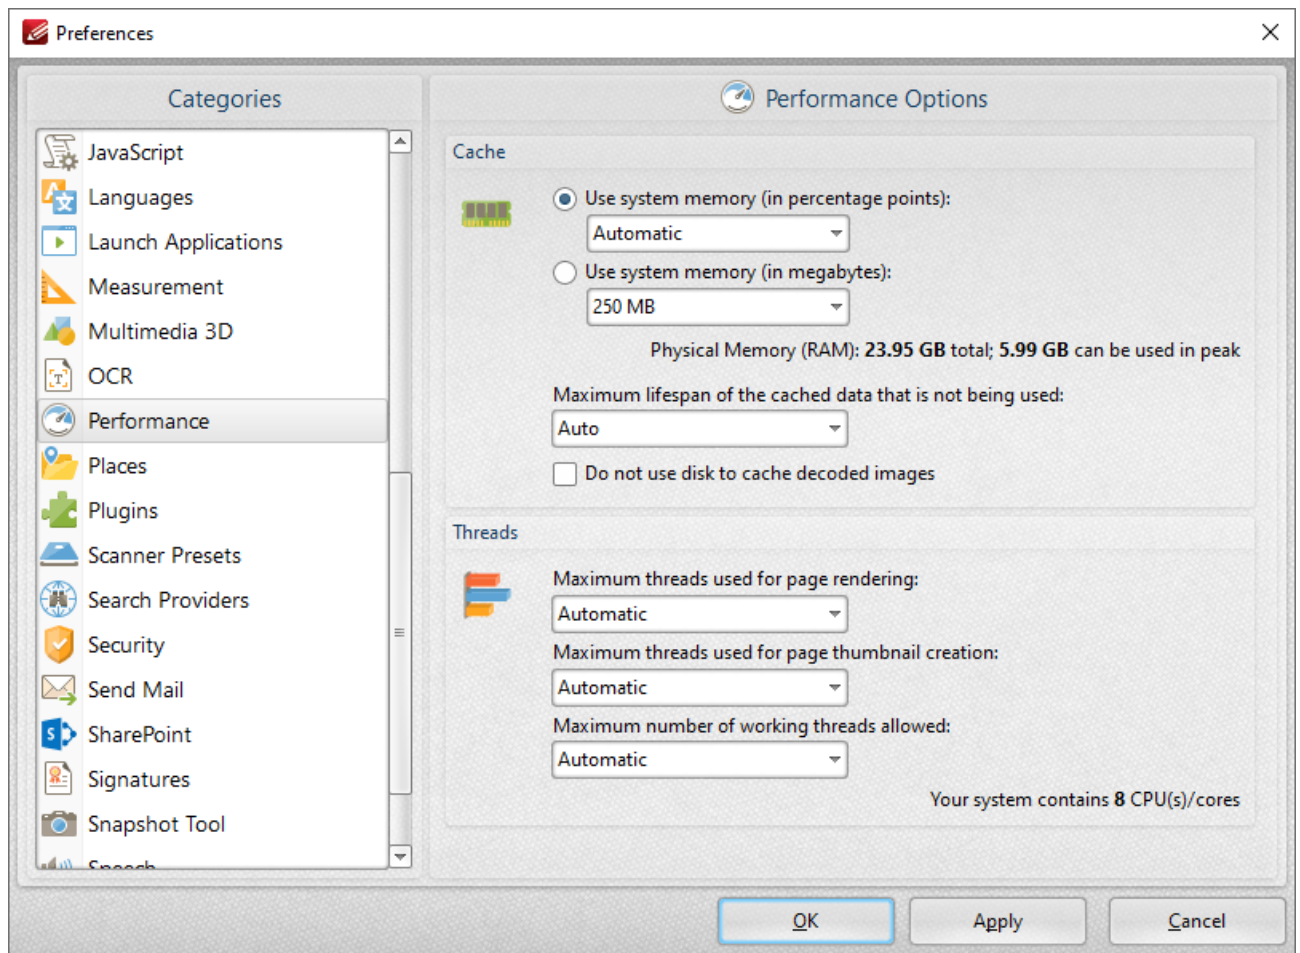 Preferences
Categories
JavaScript
Languages
Launch Applications
Measurement
Multimedia 3D
OCR
Performance
Places
Plugins
Scanner Presets
Search Providers
Security
Send Mail
SharePoint
Signatures
Snapshot Tool
Speech
Performance Options
Cache
Use system memory (in percentage points):
Automatic
Use system memory (in megabytes):
250 MB
Physical Memory (RAM): 23.95 GB total; 5.99 GB can be used in peak
Maximum lifespan of the cached data that is not being used:
Auto
Do not use disk to cache decoded images
Threads
Maximum threads used for page rendering:
Automatic
Maximum threads used for page thumbnail creation:
Automatic
Maximum number of working threads allowed:
Automatic
Your system contains 8 CPU(s)/cores
OK
Apply
Cancel